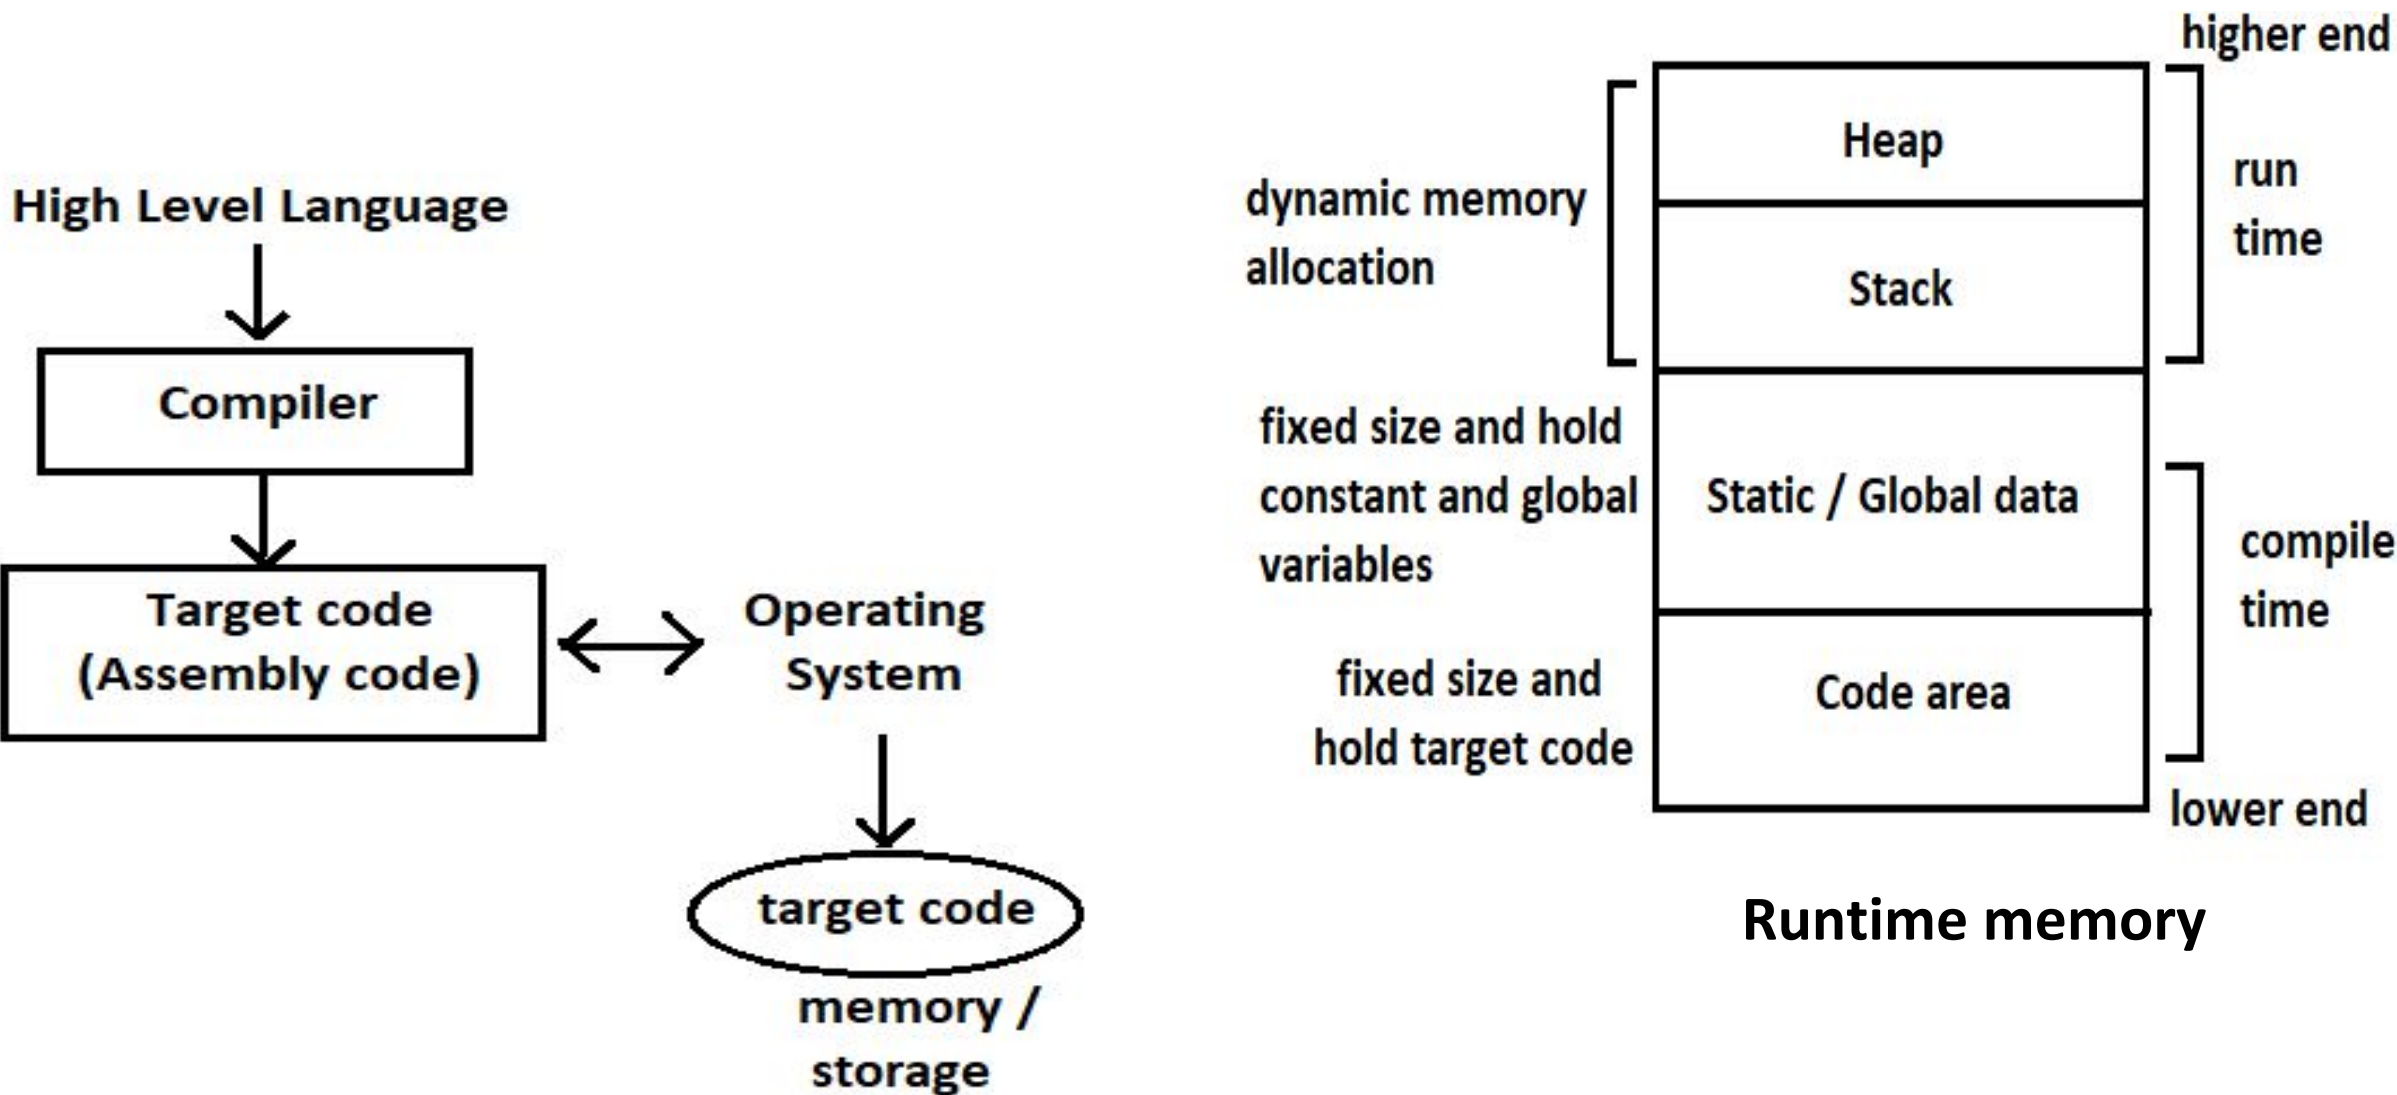 High Level Language
Compiler
Target code
(Assembly code)
Operating
System
target code
memory /
storage
higher end
Heap
Stack
Static / Global data
Code area
dynamic memory
allocation
fixed size and hold
constant and global
variables
fixed size and
hold target code
run
time
compile
time
lower end
Runtime memory